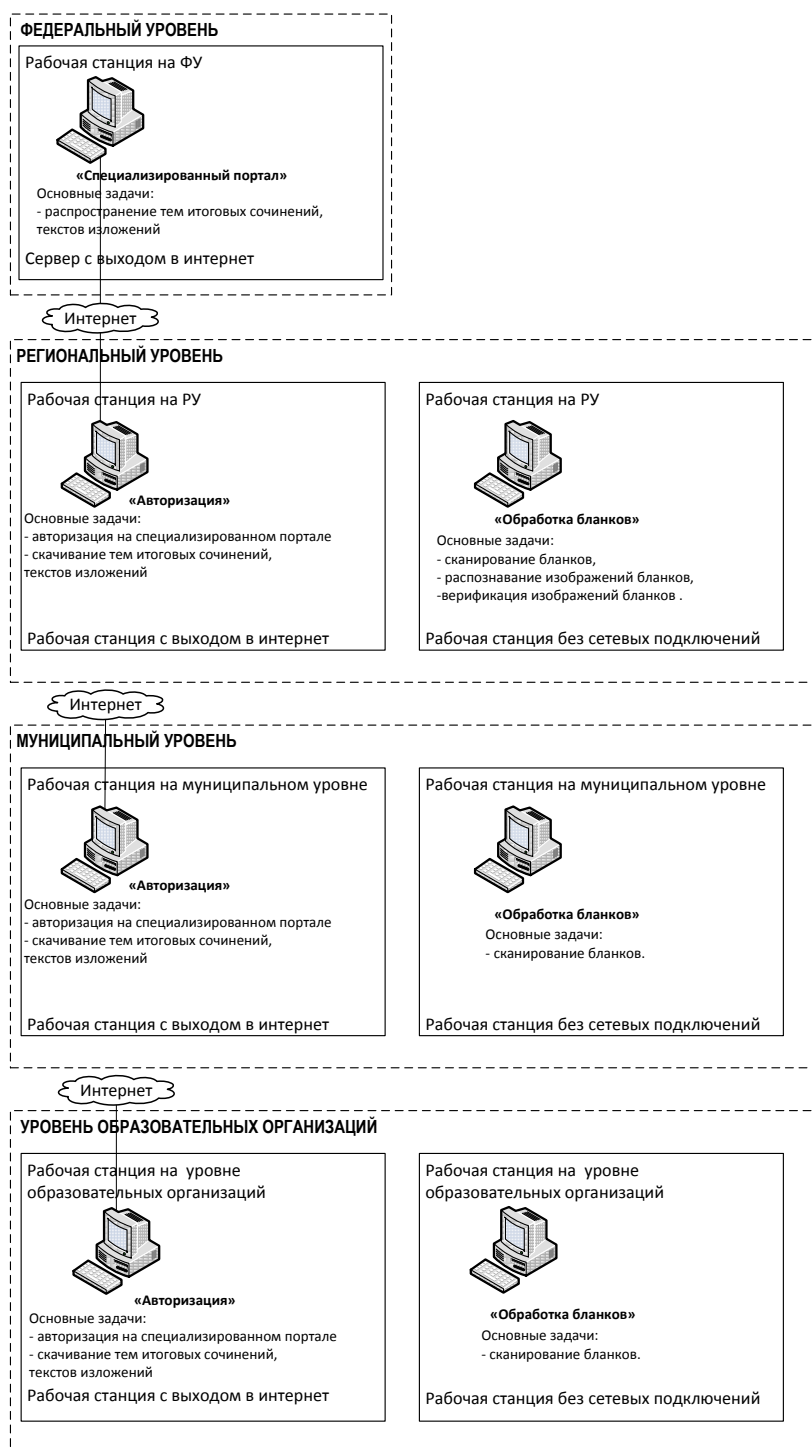 ФЕДЕРАЛЬНЫЙ УРОВЕНЬ
Рабочая станция на ФУ
«Специализированный портал»
Основные задачи:
- распространение тем итоговых сочинений,
текстов изложений
Сервер с выходом в интернет
Интернет
РЕГИОНАЛЬНЫЙ УРОВЕНЬ
Рабочая станция на РУ
«Авторизация»
Основные задачи:
- авторизация на специализированном портале
- скачивание тем итоговых сочинений,
текстов изложений
Рабочая станция с выходом в интернет
Рабочая станция на РУ
«Обработка бланков»
Основные задачи:
- сканирование бланков,
- распознавание изображений бланков,
-верификация изображений бланков .
Рабочая станция без сетевых подключений
Интернет
МУНИЦИПАЛЬНЫЙ УРОВЕНЬ
Рабочая станция на муниципальном уровне
«Авторизация»
Основные задачи:
- авторизация на специализированном портале
- скачивание тем итоговых сочинений,
текстов изложений
Рабочая станция с выходом в интернет
Рабочая станция на муниципальном уровне
«Обработка бланков»
Основные задачи:
- сканирование бланков.
Рабочая станция без сетевых подключений
Интернет
УРОВЕНЬ ОБРАЗОВАТЕЛЬНЫХ ОРГАНИЗАЦИЙ
Рабочая станция на уровне
образовательных организаций
«Авторизация»
Основные задачи:
- авторизация на специализированном портале
- скачивание тем итоговых сочинений,
текстов изложений
Рабочая станция с выходом в интернет
Рабочая станция на уровне
образовательных организаций
«Обработка бланков»
Основные задачи:
- сканирование бланков.
Рабочая станция без сетевых подключений